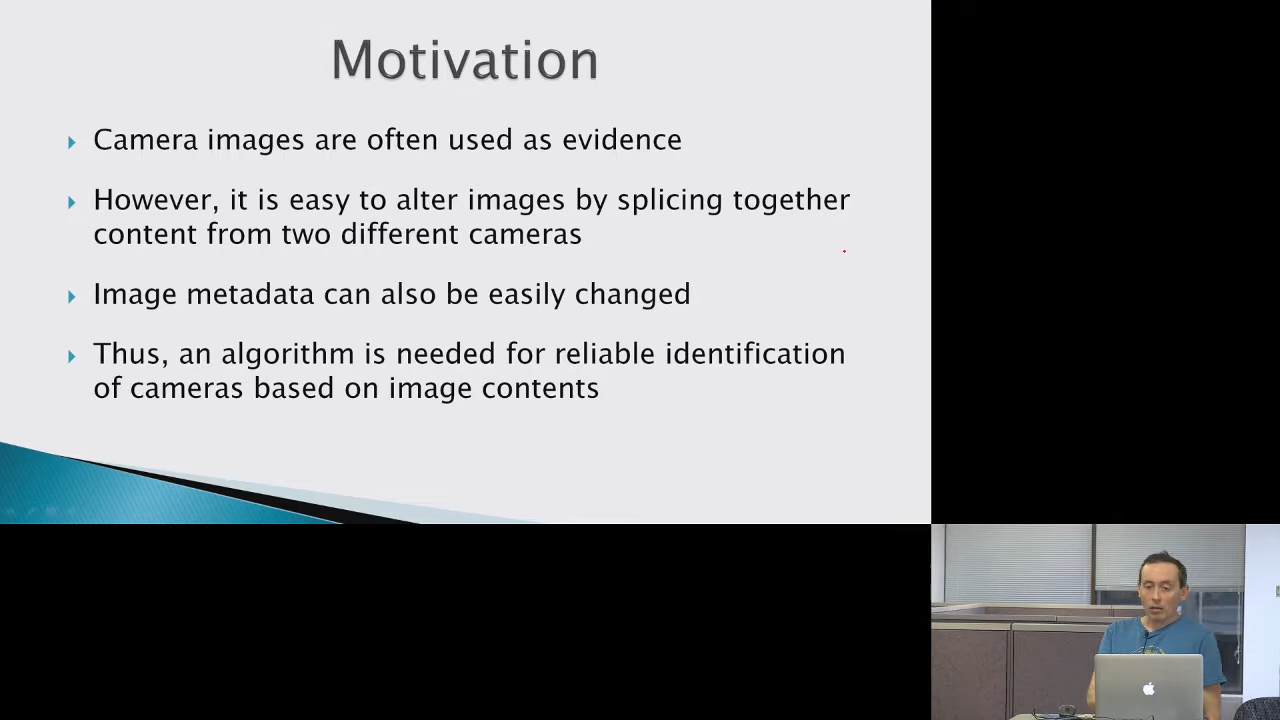 Motivation
Camera images are often used as evidence
However, it is easy to alter images by splicing together
content from two different cameras
Image metadata can also be easily changed
Thus, an algorithm is needed for reliable identification
of cameras based on image contents